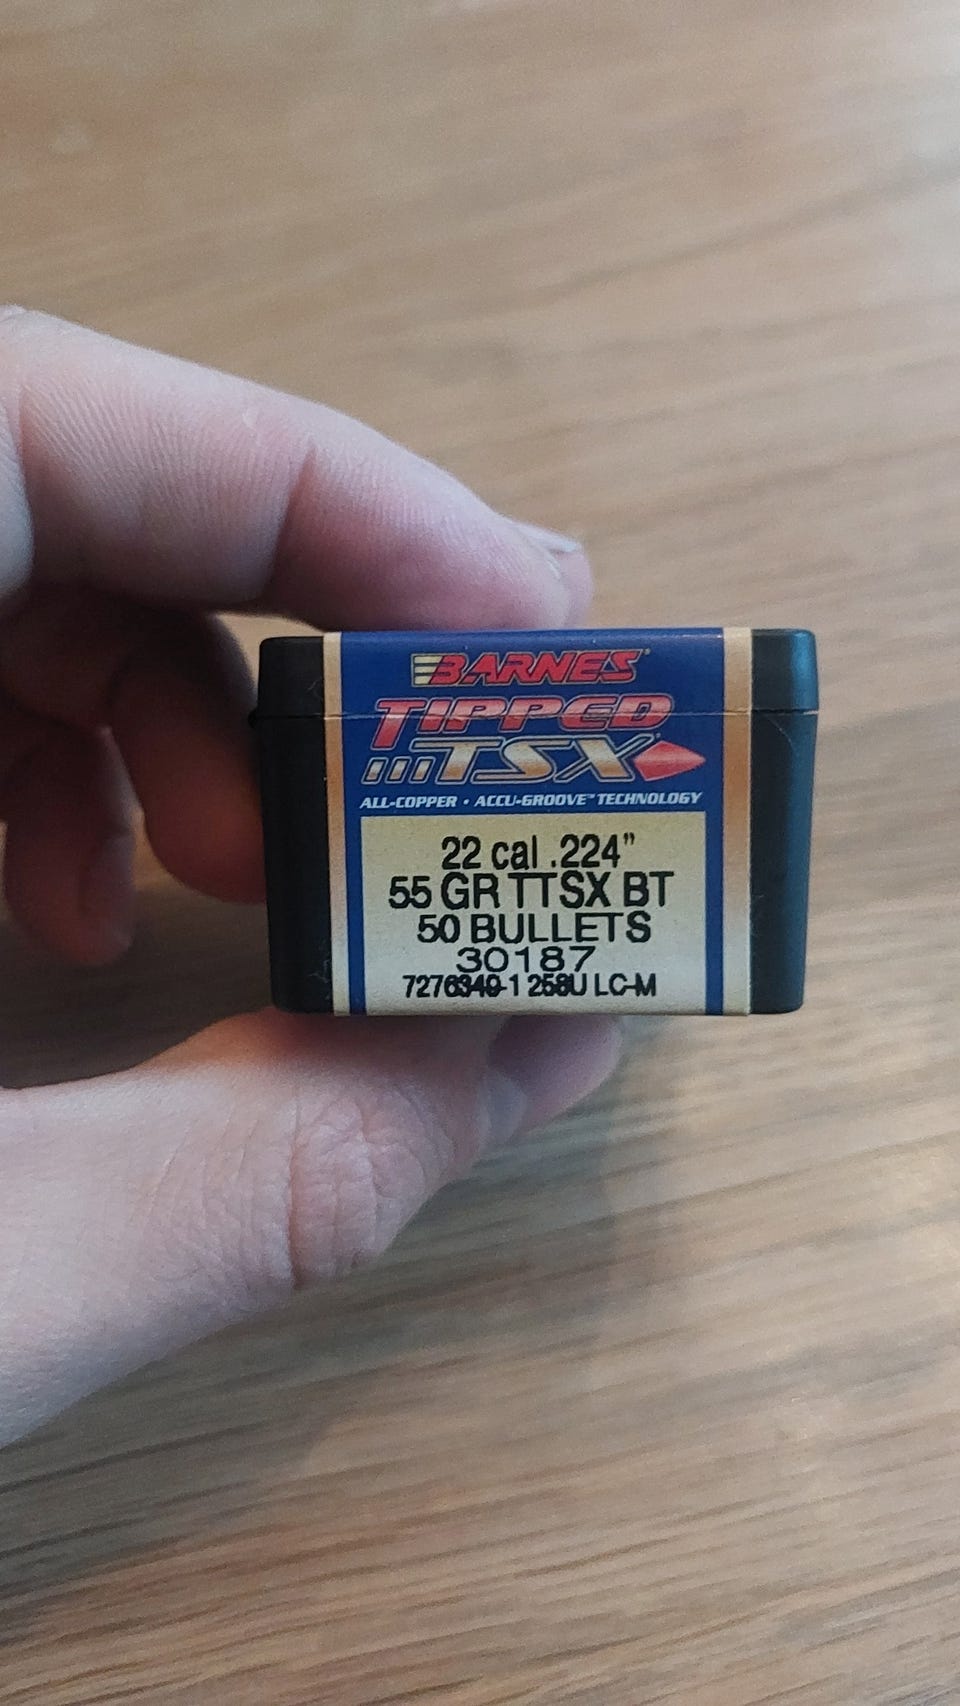 BARNES®
TIPPED
TSX®
ALL-COPPER • ACCU-GROOVE™ TECHNOLOGY
22 cal .224"
55 GR TTSX BT
50 BULLETS
30187
7276349-1 258U LC-M